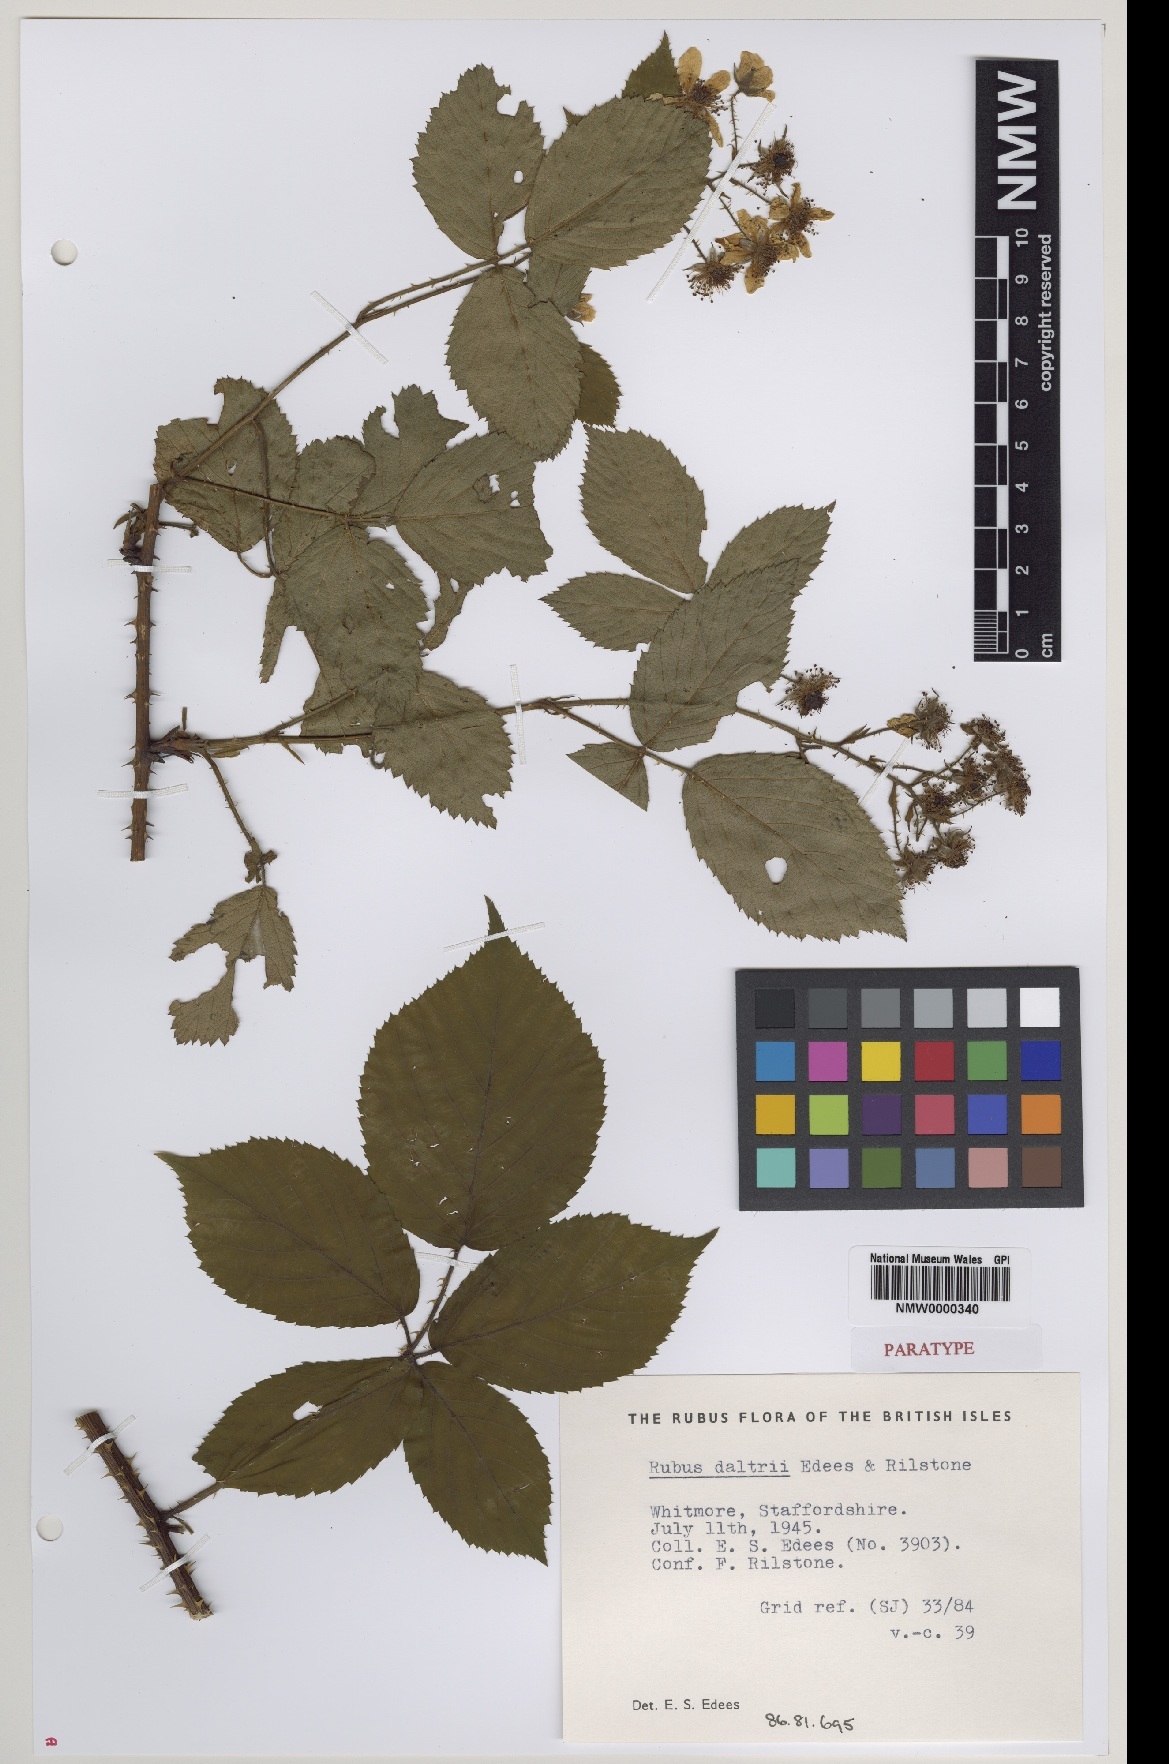 NMW
copyright reserved
10
9
8
7
6
5
4
3
2
1
0
cm
National Museum Wales GPI
NMW0000340
PARATYPE
THE RUBUS FLORA OF THE BRITISH ISLES
Rubus daltrii Edees & Rilstone
Whitmore, Staffordshire.
July 11th, 1945.
Coll. E. S. Edees (No. 3903).
Conf. F. Rilstone.
Grid ref. (SJ) 33/84
v.-c. 39
Det. E. S. Edees
86.81.695